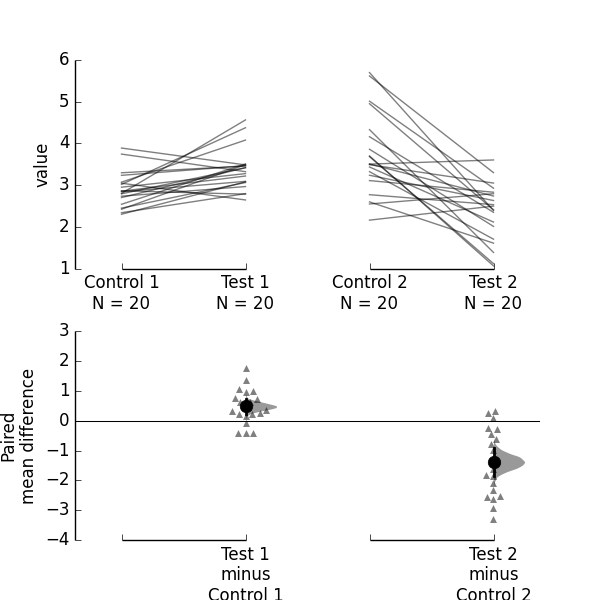 6
5
4
3
2
1
value
Control 1
N = 20
Test 1
N = 20
Control 2
N = 20
Test 2
N = 20
3
2
1
0
−1
−2
−3
−4
Paired
mean difference
Test 1
minus
Control 1
Test 2
minus
Control 2